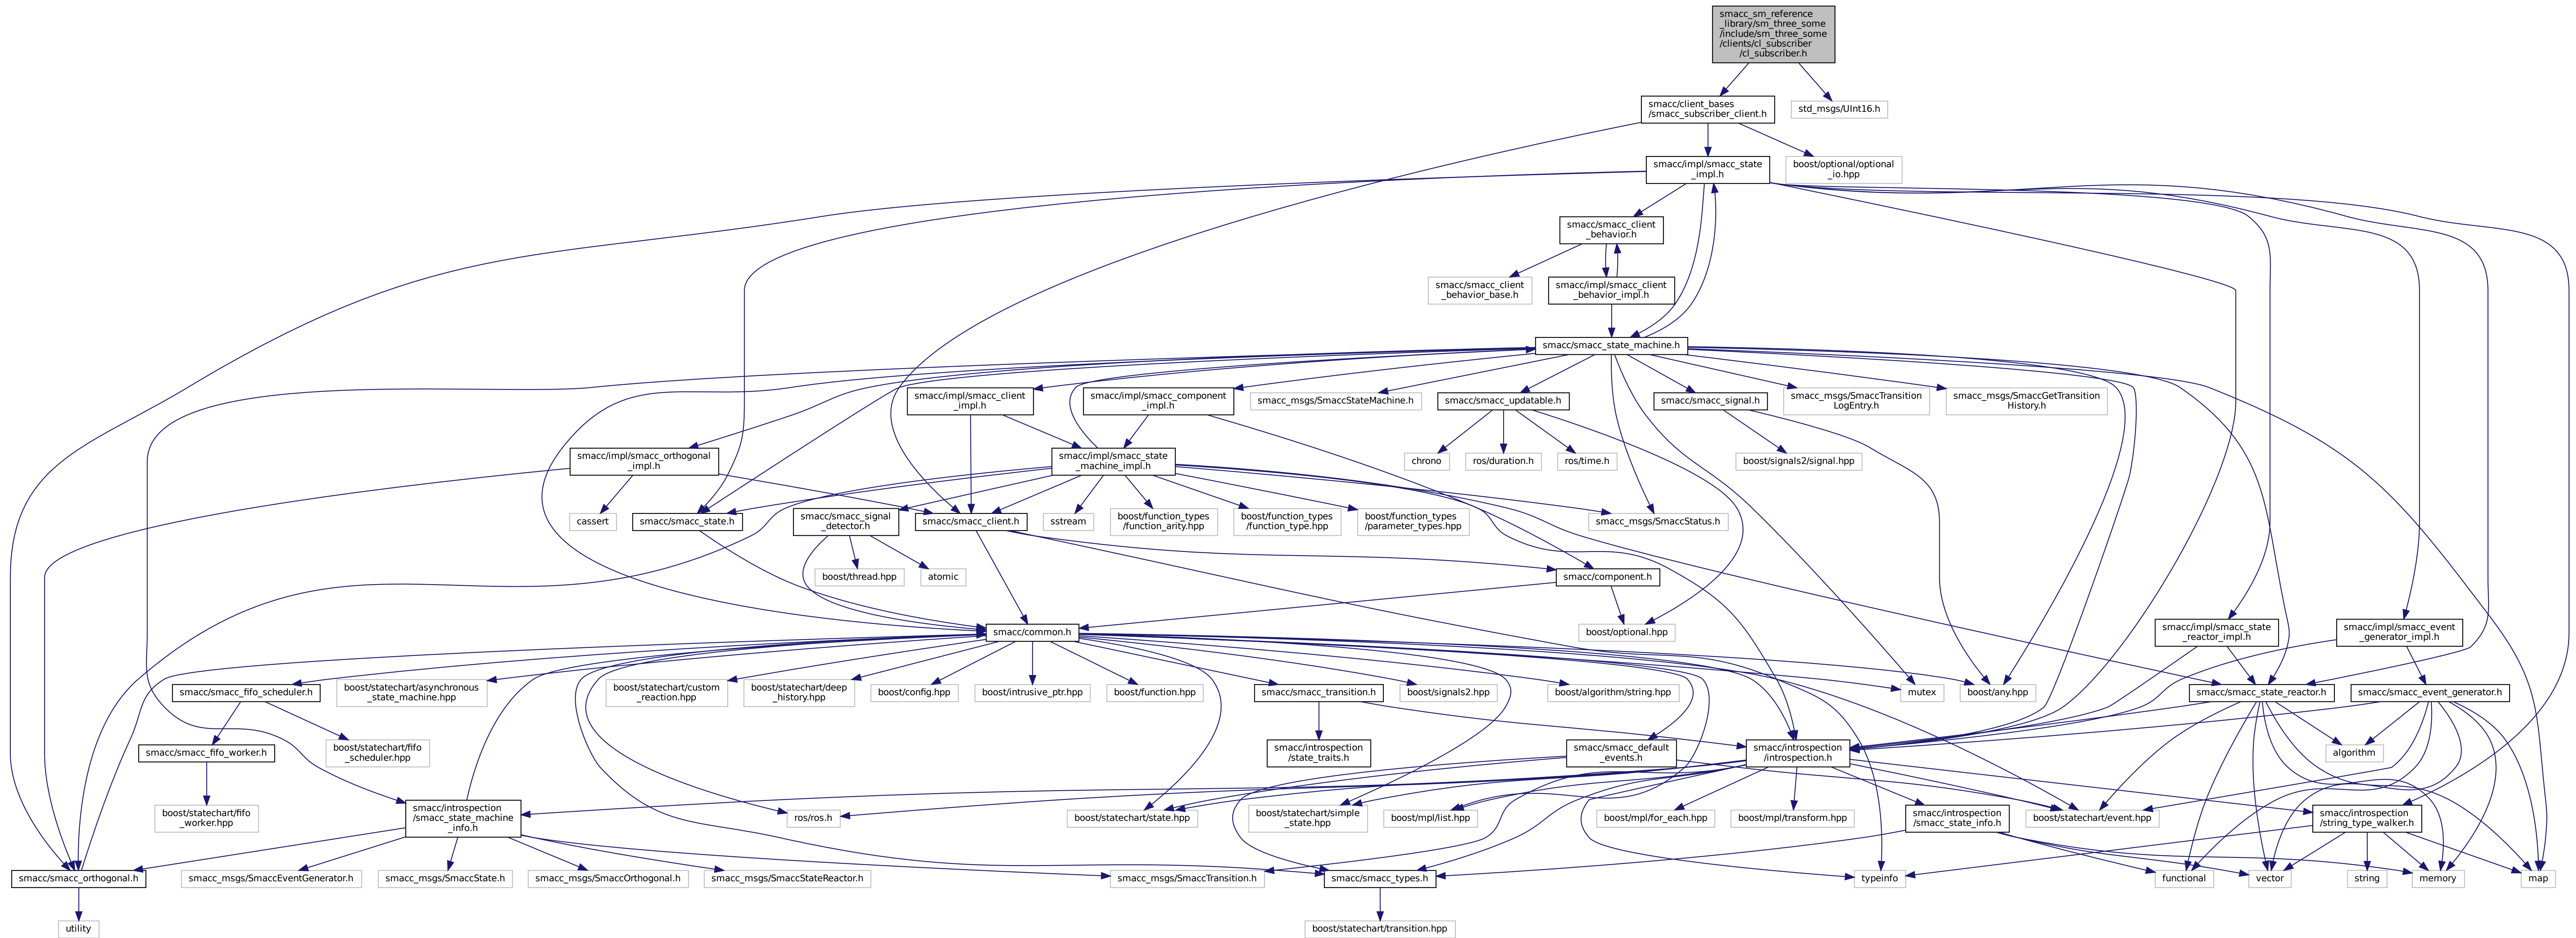 smacc_sm_reference
_library/sm_three_some
/include/sm_three_some
/clients/cl_subscriber
/cl_subscriber.h
smacc/client_bases
/smacc_subscriber_client.h
std_msgs/UInt16.h
smacc/impl/smacc_state
_impl.h
boost/optional/optional
_io.hpp
smacc/smacc_client
_behavior.h
smacc/smacc_client
_behavior_base.h
smacc/impl/smacc_client
_behavior_impl.h
smacc/smacc_state_machine.h
smacc/impl/smacc_client
_impl.h
smacc/impl/smacc_component
_impl.h
smacc_msgs/SmaccStateMachine.h
smacc/smacc_updatable.h
smacc/smacc_signal.h
smacc_msgs/SmaccTransition
LogEntry.h
smacc_msgs/SmaccGetTransition
History.h
smacc/impl/smacc_orthogonal
_impl.h
smacc/impl/smacc_state
_machine_impl.h
chrono
ros/duration.h
ros/time.h
boost/signals2/signal.hpp
cassert
smacc/smacc_state.h
smacc/smacc_signal
_detector.h
smacc/smacc_client.h
sstream
boost/function_types
/function_arity.hpp
boost/function_types
/function_type.hpp
boost/function_types
/parameter_types.hpp
smacc_msgs/SmaccStatus.h
boost/thread.hpp
atomic
smacc/component.h
smacc/common.h
boost/optional.hpp
smacc/impl/smacc_state
_reactor_impl.h
smacc/impl/smacc_event
_generator_impl.h
smacc/smacc_fifo_scheduler.h
boost/statechart/asynchronous
_state_machine.hpp
boost/statechart/custom
_reaction.hpp
boost/statechart/deep
_history.hpp
boost/config.hpp
boost/intrusive_ptr.hpp
boost/function.hpp
smacc/smacc_transition.h
boost/signals2.hpp
boost/algorithm/string.hpp
mutex
boost/any.hpp
smacc/smacc_state_reactor.h
smacc/smacc_event_generator.h
smacc/smacc_fifo_worker.h
boost/statechart/fifo
_scheduler.hpp
smacc/introspection
/state_traits.h
smacc/smacc_default
_events.h
smacc/introspection
/introspection.h
algorithm
boost/statechart/fifo
_worker.hpp
smacc/introspection
/smacc_state_machine
_info.h
ros/ros.h
boost/statechart/state.hpp
boost/statechart/simple
_state.hpp
boost/mpl/list.hpp
boost/mpl/for_each.hpp
boost/mpl/transform.hpp
smacc/introspection
/smacc_state_info.h
boost/statechart/event.hpp
smacc/introspection
/string_type_walker.h
smacc/smacc_orthogonal.h
smacc_msgs/SmaccEventGenerator.h
smacc_msgs/SmaccState.h
smacc_msgs/SmaccOrthogonal.h
smacc_msgs/SmaccStateReactor.h
smacc_msgs/SmaccTransition.h
smacc/smacc_types.h
typeinfo
functional
vector
string
memory
map
utility
boost/statechart/transition.hpp